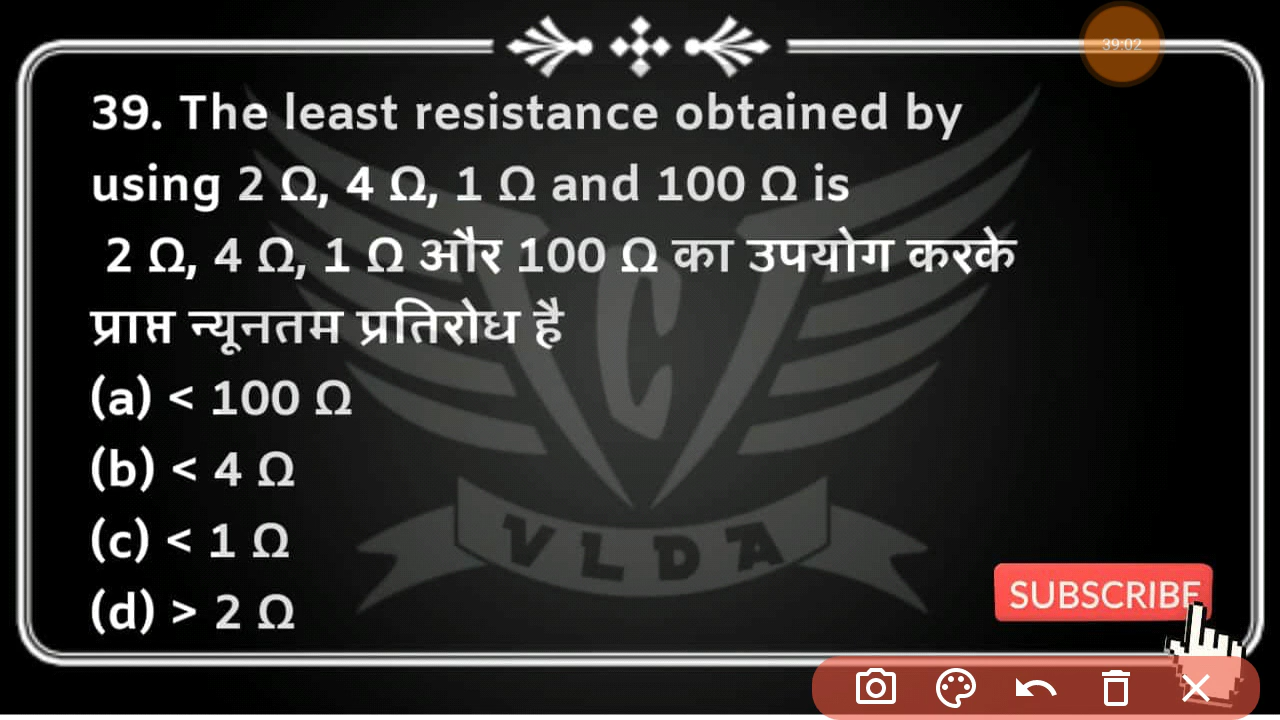 39:02
39. The least resistance obtained by
using 2 Ω, 4 Ω, 1 Ω and 100 Ω is
2 Ω, 4 Ω, 1 Ω और 100 Ω का उपयोग करके
प्राप्त न्यूनतम प्रतिरोध है
(a) < 100 Ω
(b) < 4 Ω
(c) < 1 Ω
(d) > 2 Ω
VC
VLDA
SUBSCRIBE